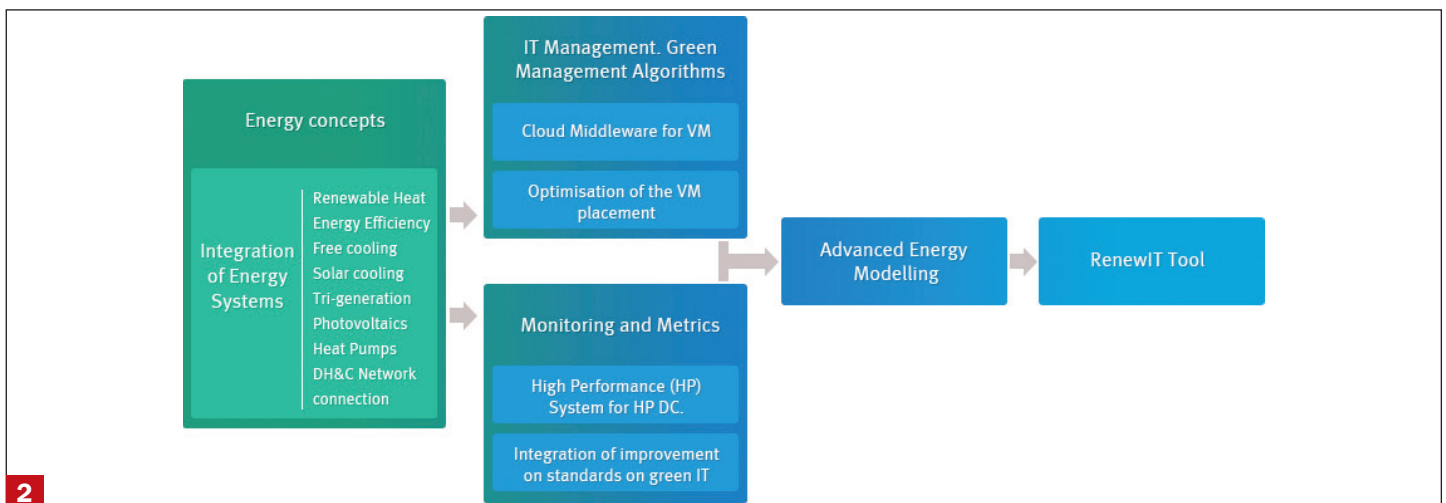 Energy concepts
Integration
of Energy
Systems
Renewable Heat
Energy Efficiency
Free cooling
Solar cooling
Tri-generation
Photovoltaics
Heat Pumps
DH&C Network
connection
IT Management. Green
Management Algorithms
Cloud Middleware for VM
Optimisation of the VM
placement
Monitoring and Metrics
High Performance (HP)
System for HP DC.
Integration of improvement
on standards on green IT
Advanced Energy
Modelling
RenewIT Tool
2